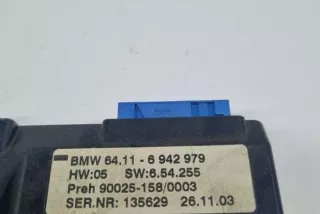 BMW 64.11 - 6 942 979
HW:05 SW:6.54.255
Preh 90025-158/0003
SER.NR: 135629 26.11.03